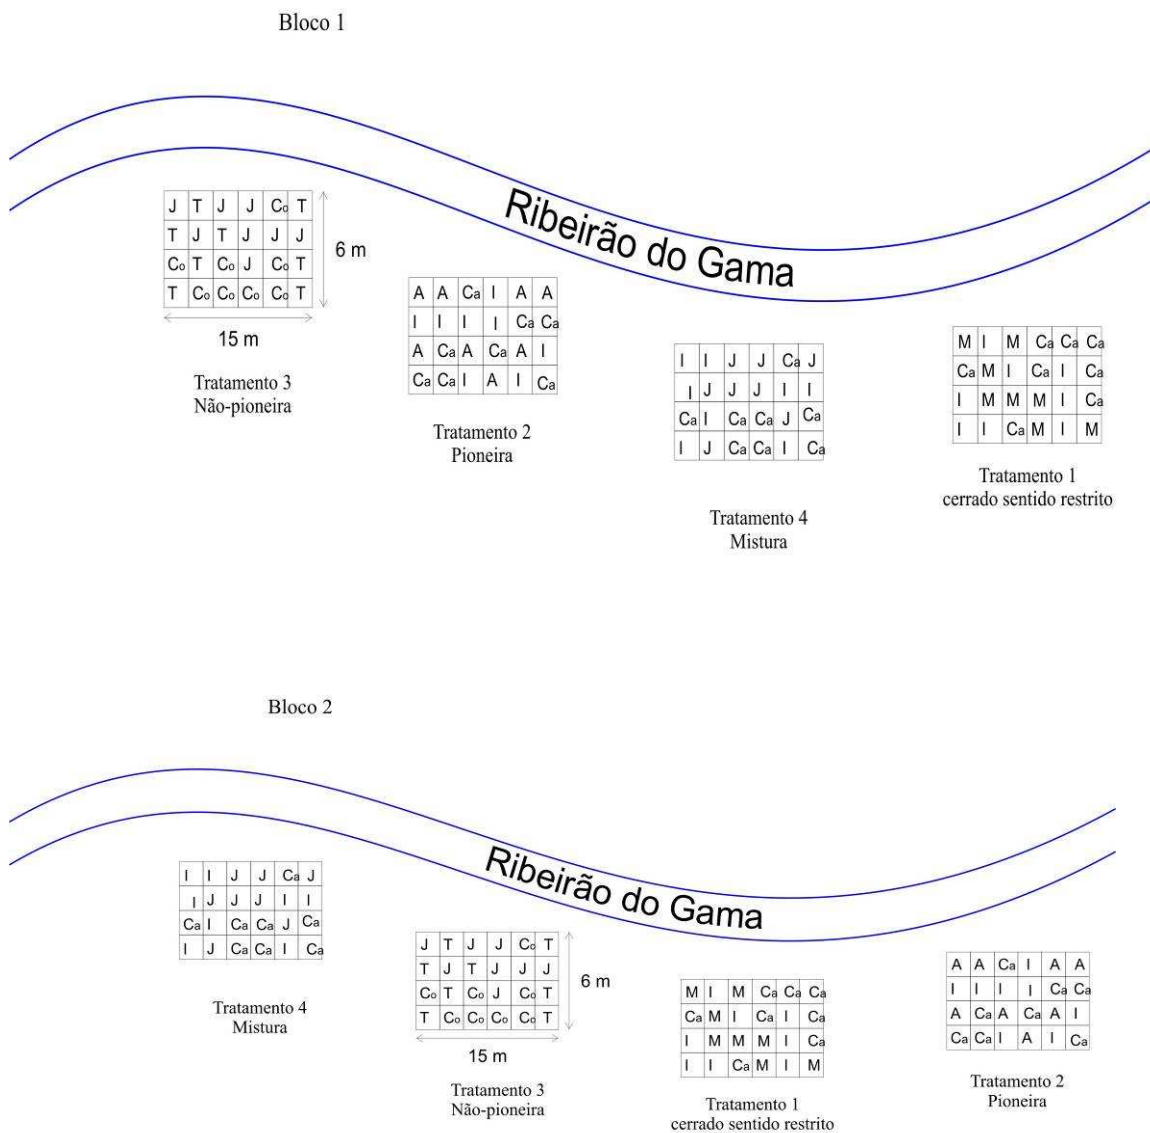 Bloco 1
Ribeirão do Gama
J T J J Co T
T J T J J J
Co T Co J Co T
T Co Co Co Co T
6 m
15 m
Tratamento 3
Não-pioneira
A A Ca I A A
I I I I Ca Ca
A Ca A Ca A I
Ca Ca I A I Ca
Tratamento 2
Pioneira
I I J J Ca J
I J J J I I
Ca I Ca Ca J Ca
I J Ca Ca I Ca
Tratamento 4
Mistura
M I M Ca Ca Ca
Ca M I Ca I Ca
I M M M I Ca
I I Ca M I M
Tratamento 1
cerrado sentido restrito
Bloco 2
Ribeirão do Gama
I I J J Ca J
I J J J I I
Ca I Ca Ca J Ca
I J Ca Ca I Ca
Tratamento 4
Mistura
J T J J Co T
T J T J J J
Co T Co J Co T
T Co Co Co Co T
6 m
15 m
Tratamento 3
Não-pioneira
M I M Ca Ca Ca
Ca M I Ca I Ca
I M M M I Ca
I I Ca M I M
Tratamento 1
cerrado sentido restrito
A A Ca I A A
I I I I Ca Ca
A Ca A Ca A I
Ca Ca I A I Ca
Tratamento 2
Pioneira